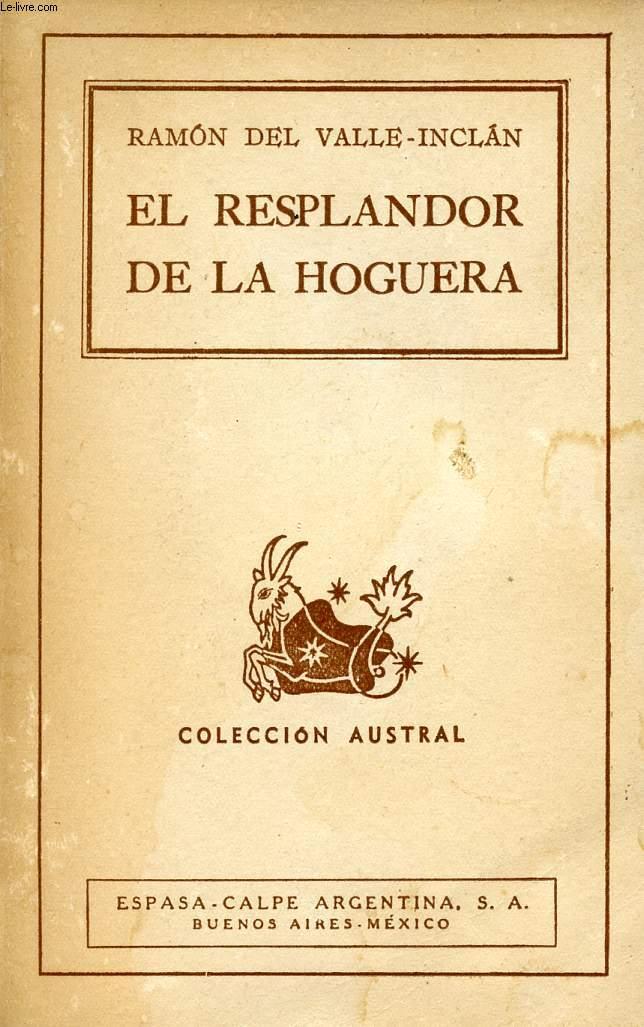 Le-livre.com
RAMÓN DEL VALLE-INCLÁN
EL RESPLANDOR
DE LA HOGUERA
COLECCIÓN AUSTRAL
ESPASA-CALPE ARGENTINA, S. A.
BUENOS AIRES-MÉXICO